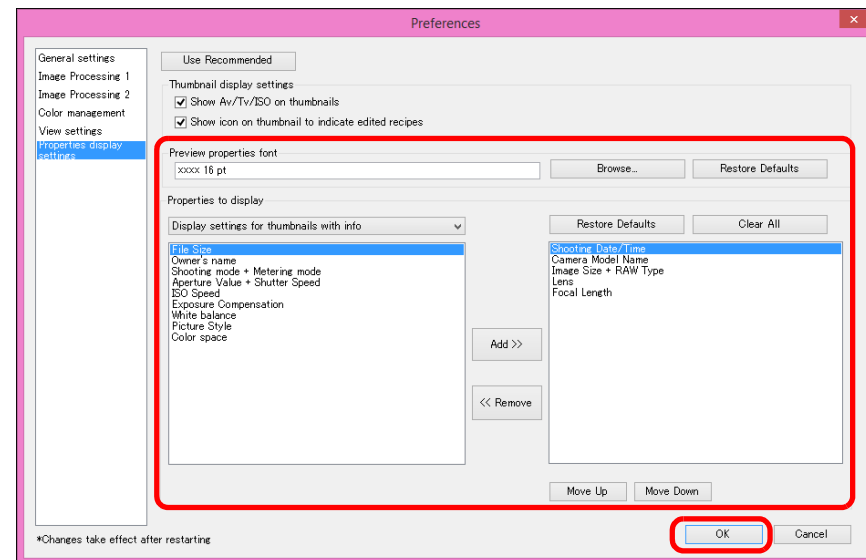 Preferences
General settings
Image Processing 1
Image Processing 2
Color management
View settings
Properties display
settings
Use Recommended
Thumbnail display settings
Show Av/Tv/ISO on thumbnails
Show icon on thumbnail to indicate edited recipes
Preview properties font
xxxx 16 pt
Browse...
Restore Defaults
Properties to display
Display settings for thumbnails with info
Restore Defaults
Clear All
File Size
Owner's name
Shooting mode + Metering mode
Aperture Value + Shutter Speed
ISO Speed
Exposure Compensation
White balance
Picture Style
Color space
Add >>
<< Remove
Shooting Date/Time
Camera Model Name
Image Size + RAW Type
Lens
Focal Length
Move Up
Move Down
*Changes take effect after restarting
OK
Cancel